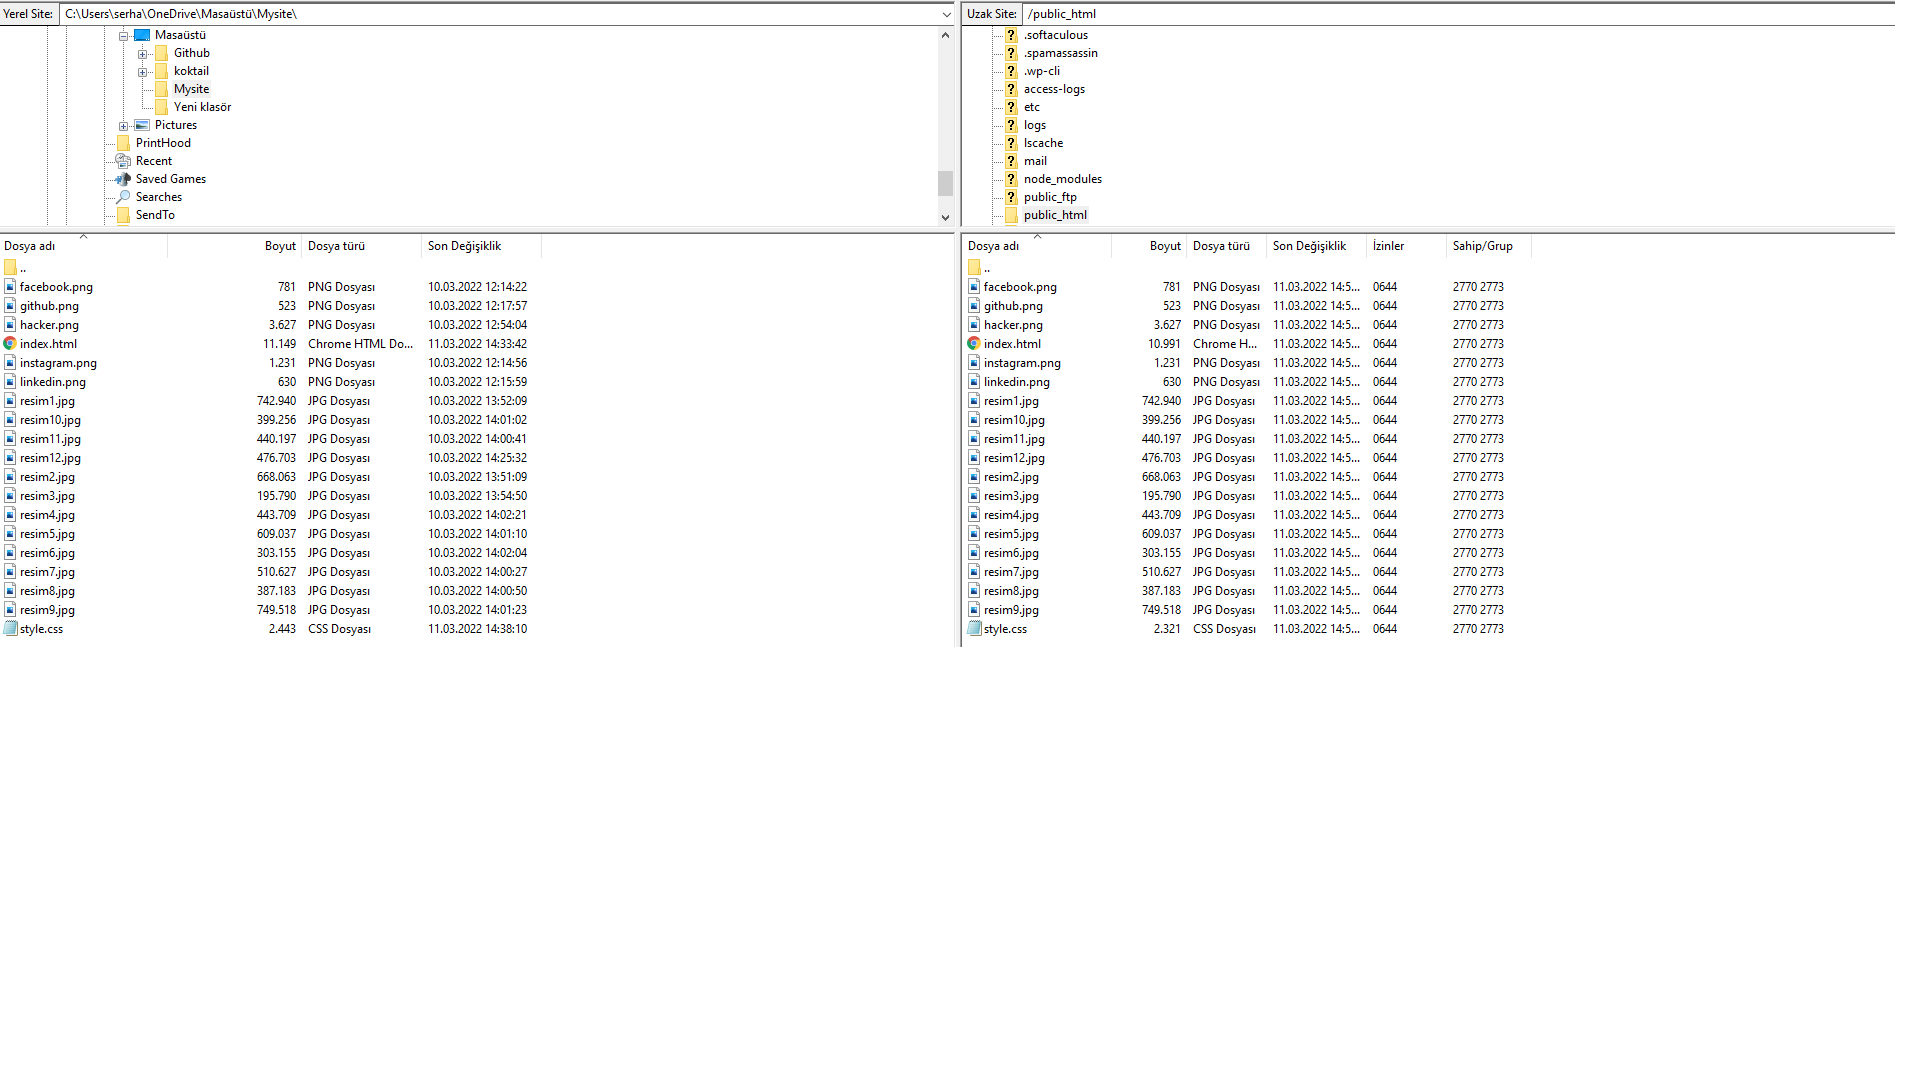 Yerel Site: C:\Users\serha\OneDrive\Masaüstü\Mysite\
Masaüstü
Github
koktail
Mysite
Yeni klasör
Pictures
PrintHood
Recent
Saved Games
Searches
SendTo
Uzak Site: /public_html
.softaculous
.spamassassin
.wp-cli
access-logs
etc
logs
lscache
mail
node_modules
public_ftp
public_html
Dosya adı Boyut Dosya türü Son Değişiklik
..
facebook.png 781 PNG Dosyası 10.03.2022 12:14:22
github.png 523 PNG Dosyası 10.03.2022 12:17:57
hacker.png 3.627 PNG Dosyası 10.03.2022 12:54:04
index.html 11.149 Chrome HTML Do... 11.03.2022 14:33:42
instagram.png 1.231 PNG Dosyası 10.03.2022 12:14:56
linkedin.png 630 PNG Dosyası 10.03.2022 12:15:59
resim1.jpg 742.940 JPG Dosyası 10.03.2022 13:52:09
resim10.jpg 399.256 JPG Dosyası 10.03.2022 14:01:02
resim11.jpg 440.197 JPG Dosyası 10.03.2022 14:00:41
resim12.jpg 476.703 JPG Dosyası 10.03.2022 14:25:32
resim2.jpg 668.063 JPG Dosyası 10.03.2022 13:51:09
resim3.jpg 195.790 JPG Dosyası 10.03.2022 13:54:50
resim4.jpg 443.709 JPG Dosyası 10.03.2022 14:02:21
resim5.jpg 609.037 JPG Dosyası 10.03.2022 14:01:10
resim6.jpg 303.155 JPG Dosyası 10.03.2022 14:02:04
resim7.jpg 510.627 JPG Dosyası 10.03.2022 14:00:27
resim8.jpg 387.183 JPG Dosyası 10.03.2022 14:00:50
resim9.jpg 749.518 JPG Dosyası 10.03.2022 14:01:23
style.css 2.443 CSS Dosyası 11.03.2022 14:38:10
Dosya adı Boyut Dosya türü Son Değişiklik İzinler Sahip/Grup
..
facebook.png 781 PNG Dosyası 11.03.2022 14:5... 0644 2770 2773
github.png 523 PNG Dosyası 11.03.2022 14:5... 0644 2770 2773
hacker.png 3.627 PNG Dosyası 11.03.2022 14:5... 0644 2770 2773
index.html 10.991 Chrome H... 11.03.2022 14:5... 0644 2770 2773
instagram.png 1.231 PNG Dosyası 11.03.2022 14:5... 0644 2770 2773
linkedin.png 630 PNG Dosyası 11.03.2022 14:5... 0644 2770 2773
resim1.jpg 742.940 JPG Dosyası 11.03.2022 14:5... 0644 2770 2773
resim10.jpg 399.256 JPG Dosyası 11.03.2022 14:5... 0644 2770 2773
resim11.jpg 440.197 JPG Dosyası 11.03.2022 14:5... 0644 2770 2773
resim12.jpg 476.703 JPG Dosyası 11.03.2022 14:5... 0644 2770 2773
resim2.jpg 668.063 JPG Dosyası 11.03.2022 14:5... 0644 2770 2773
resim3.jpg 195.790 JPG Dosyası 11.03.2022 14:5... 0644 2770 2773
resim4.jpg 443.709 JPG Dosyası 11.03.2022 14:5... 0644 2770 2773
resim5.jpg 609.037 JPG Dosyası 11.03.2022 14:5... 0644 2770 2773
resim6.jpg 303.155 JPG Dosyası 11.03.2022 14:5... 0644 2770 2773
resim7.jpg 510.627 JPG Dosyası 11.03.2022 14:5... 0644 2770 2773
resim8.jpg 387.183 JPG Dosyası 11.03.2022 14:5... 0644 2770 2773
resim9.jpg 749.518 JPG Dosyası 11.03.2022 14:5... 0644 2770 2773
style.css 2.321 CSS Dosyası 11.03.2022 14:5... 0644 2770 2773